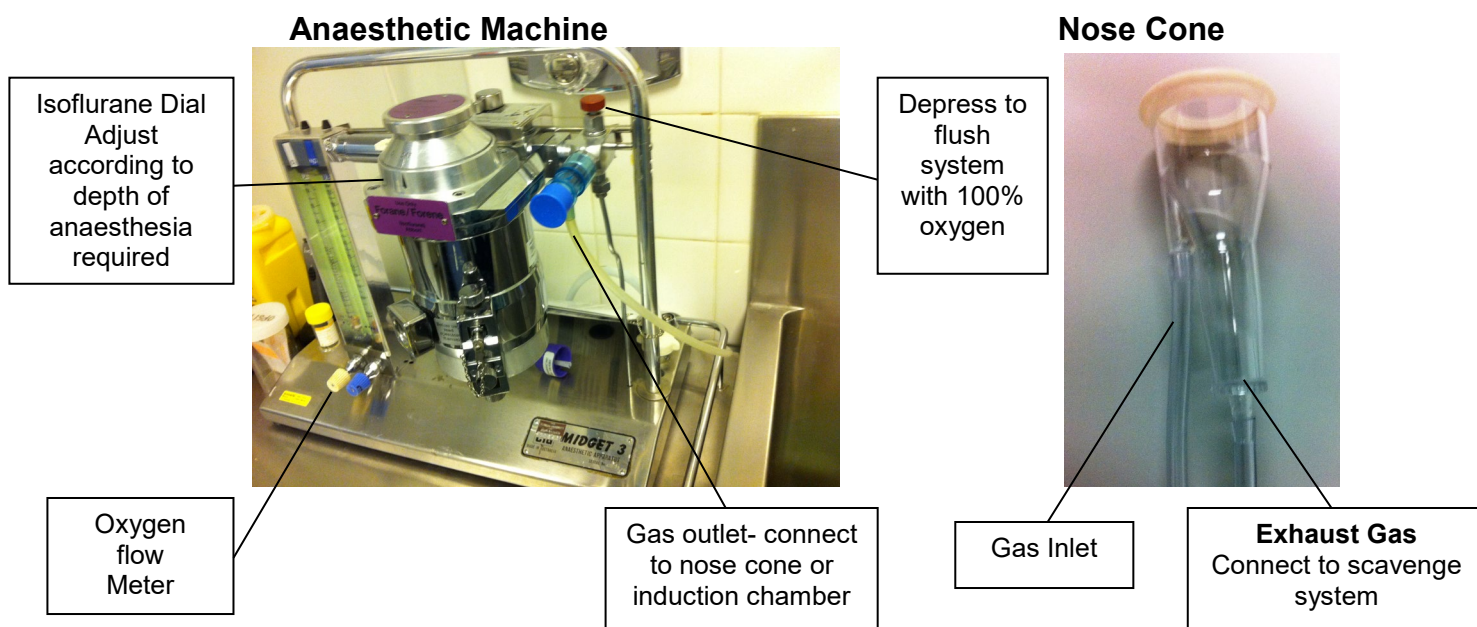 Anaesthetic Machine
Nose Cone
Isoflurane Dial
Adjust
according to
depth of
anaesthesia
required
Depress to
flush
system
with 100%
oxygen
Forane/Forene
MIDGET 3
ANAESTHETIC APPARATUS
Oxygen
flow
Meter
Gas outlet- connect
to nose cone or
induction chamber
Gas Inlet
Exhaust Gas
Connect to scavenge
system